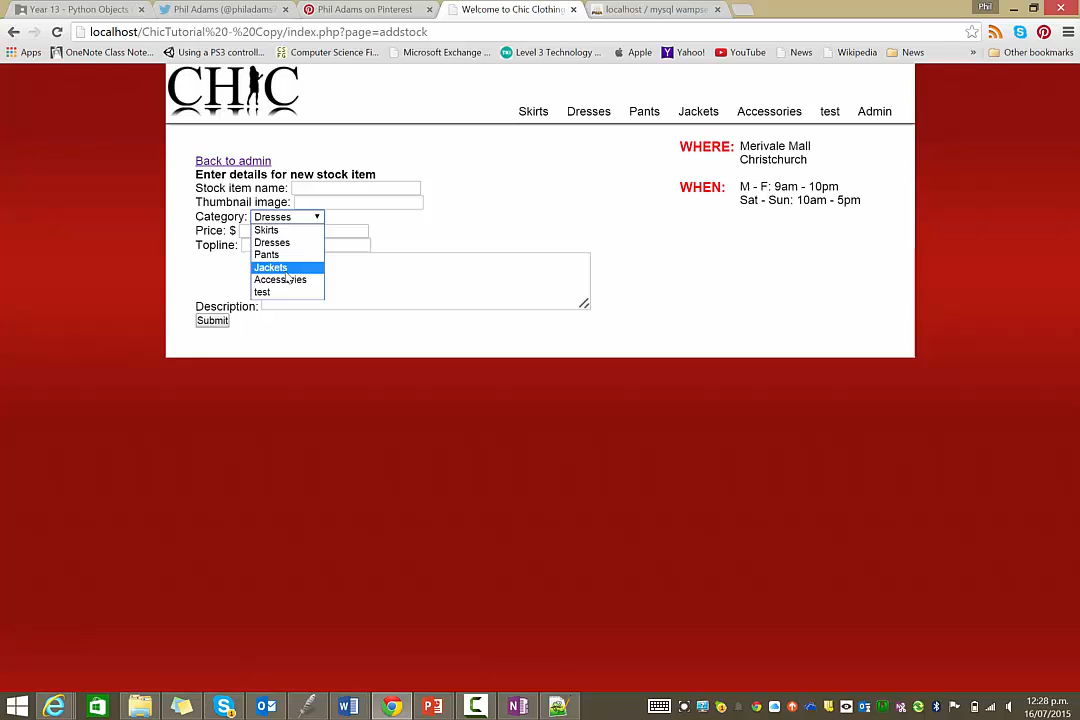 Year 13 - Python Objects
Phil Adams (@philadams
Phil Adams on Pinterest
Welcome to Chic Clothing
localhost / mysql wampse
Phil
localhost/ChicTutorial%20-%20Copy/index.php?page=addstock
Apps
OneNote Class Note...
Using a PS3 controll...
Computer Science Fi...
Microsoft Exchange ...
Level 3 Technology ...
Apple
Yahoo!
YouTube
News
Wikipedia
News
»
Other bookmarks
CHIC
Skirts
Dresses
Pants
Jackets
Accessories
test
Admin
WHERE: Merivale Mall
Christchurch
WHEN: M - F: 9am - 10pm
Sat - Sun: 10am - 5pm
Back to admin
Enter details for new stock item
Stock item name:
Thumbnail image:
Category: Dresses
Price: $
Topline:
Skirts
Dresses
Pants
Jackets
Accessories
test
Description:
Submit
12:28 p.m.
16/07/2015